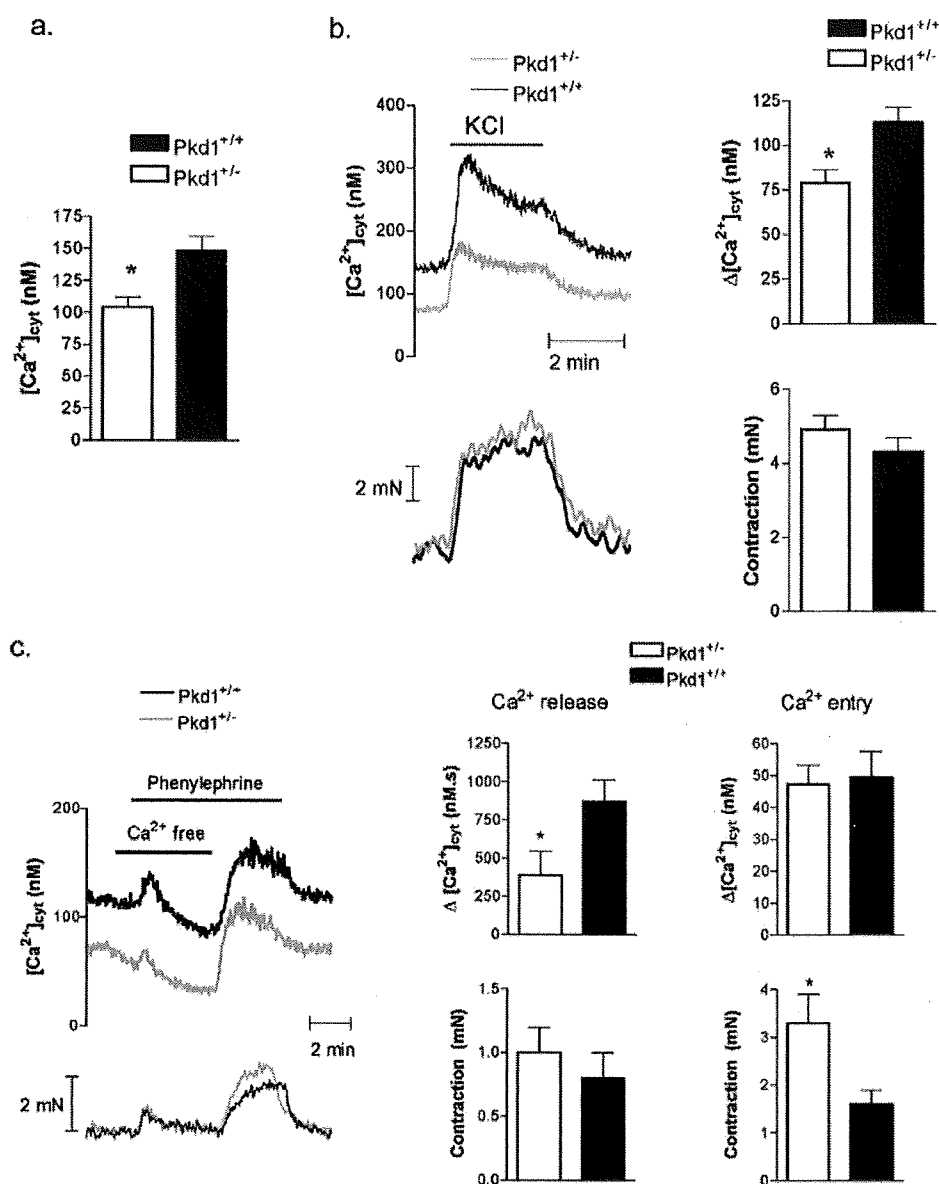 a.
Pkd1+/+
Pkd1+/-
[Ca2+]cyt (nM)
175
150
125
100
75
50
25
0
*
b.
Pkd1+/-
Pkd1+/+
KCl
[Ca2+]cyt (nM)
400
300
200
100
0
2 min
2 mN
Pkd1+/+
Pkd1+/-
Δ[Ca2+]cyt (nM)
125
100
75
50
25
0
*
Contraction (mN)
6
4
2
0
c.
Pkd1+/+
Pkd1+/-
Phenylephrine
Ca2+ free
[Ca2+]cyt (nM)
200
100
0
2 min
2 mN
Pkd1+/-
Pkd1+/+
Ca2+ release
Δ [Ca2+]cyt (nM.s)
1250
1000
750
500
250
0
*
Contraction (mN)
1.5
1.0
0.5
0.0
Ca2+ entry
Δ[Ca2+]cyt (nM)
60
50
40
30
20
10
0
Contraction (mN)
4
3
2
1
0
*